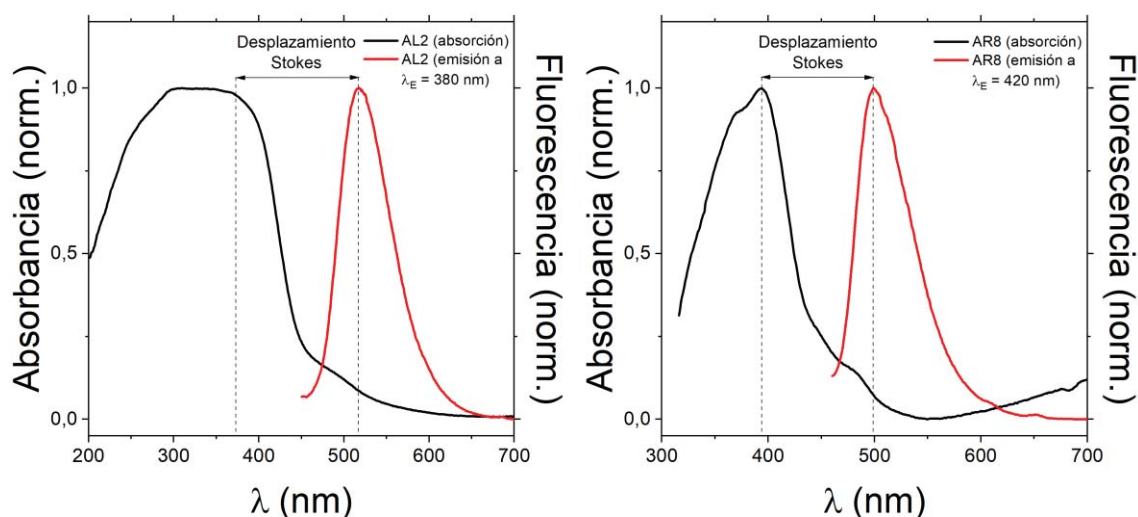 Absorbancia (norm.)
1,0
0,5
0,0
Desplazamiento
Stokes
AL2 (absorción)
AL2 (emisión a
λE = 380 nm)
Fluorescencia (norm.)
200 300 400 500 600 700
λ (nm)
Absorbancia (norm.)
1,0
0,5
0,0
Desplazamiento
Stokes
AR8 (absorción)
AR8 (emisión a
λE = 420 nm)
Fluorescencia (norm.)
300 400 500 600 700
λ (nm)